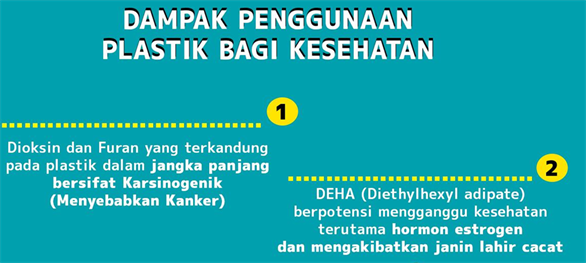 DAMPAK PENGGUNAAN
PLASTIK BAGI KESEHATAN
1
Dioksin dan Furan yang terkandung
pada plastik dalam jangka panjang
bersifat Karsinogenik
(Menyebabkan Kanker)
2
DEHA (Diethylhexyl adipate)
berpotensi mengganggu kesehatan
terutama hormon estrogen
dan mengakibatkan janin lahir cacat